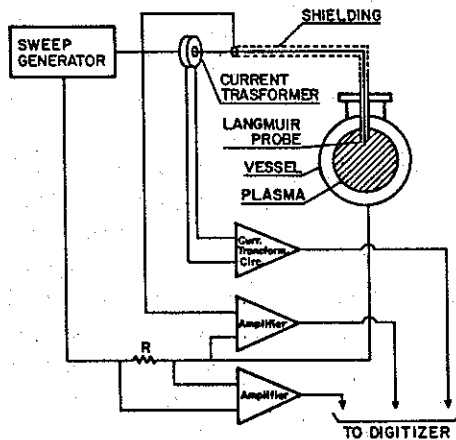 SHIELDING
SWEEP
GENERATOR
CURRENT
TRASFORMER
LANGMUIR
PROBE
VESSEL
PLASMA
Curr.
Transform.
Circ.
Amplifier
R
Amplifier
TO DIGITIZER